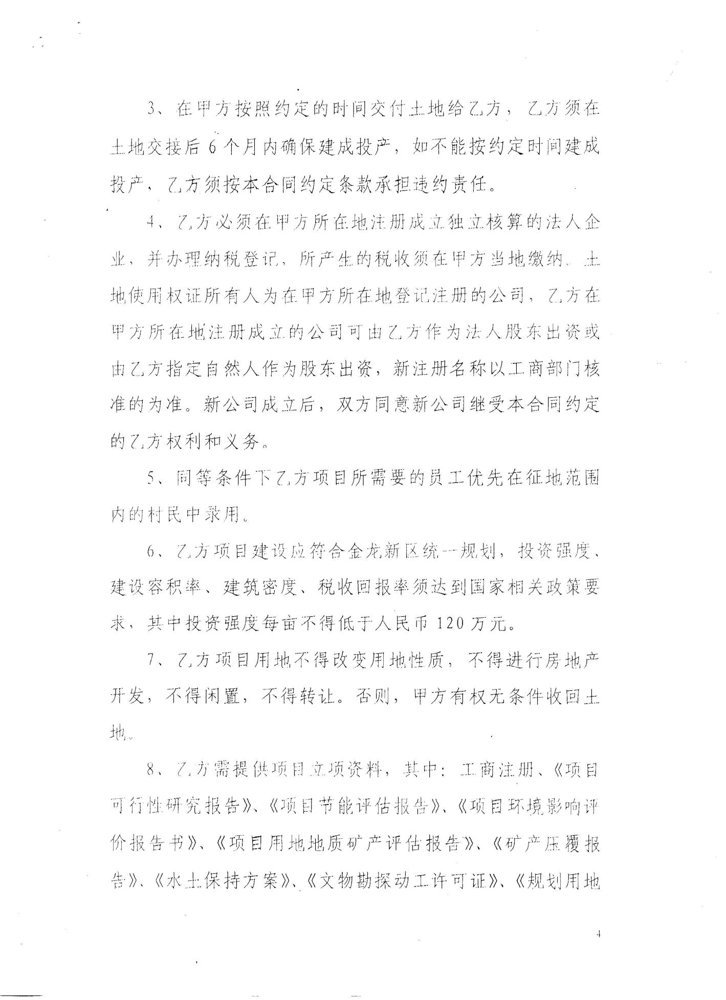 3、在甲方按照约定的时间交付土地给乙方，乙方须在
土地交接后6个月内确保建成投产，如不能按约定时间建成
投产，乙方须按本合同约定条款承担违约责任。
4、乙方必须在甲方所在地注册成立独立核算的法人企
业，并办理纳税登记，所产生的税收须在甲方当地缴纳。土
地使用权证所有人为在甲方所在地登记注册的公司，乙方在
甲方所在地注册成立的公司可由乙方作为法人股东出资或
由乙方指定自然人作为股东出资，新注册名称以工商部门核
准的为准。新公司成立后，双方同意新公司继受本合同约定
的乙方权利和义务。
5、同等条件下乙方项目所需要的员工优先在征地范围
内的村民中录用。
6、乙方项目建设应符合金龙新区统一规划，投资强度、
建设容积率、建筑密度、税收回报率须达到国家相关政策要
求，其中投资强度每亩不得低于人民币120万元。
7、乙方项目用地不得改变用地性质，不得进行房地产
开发，不得闲置，不得转让。否则，甲方有权无条件收回土
地。
8、乙方需提供项目立项资料，其中：工商注册、《项目
可行性研究报告》、《项目节能评估报告》、《项目环境影响评
价报告书》、《项目用地地质矿产评估报告》、《矿产压覆报
告》、《水土保持方案》、《文物勘探动工许可证》、《规划用地
4